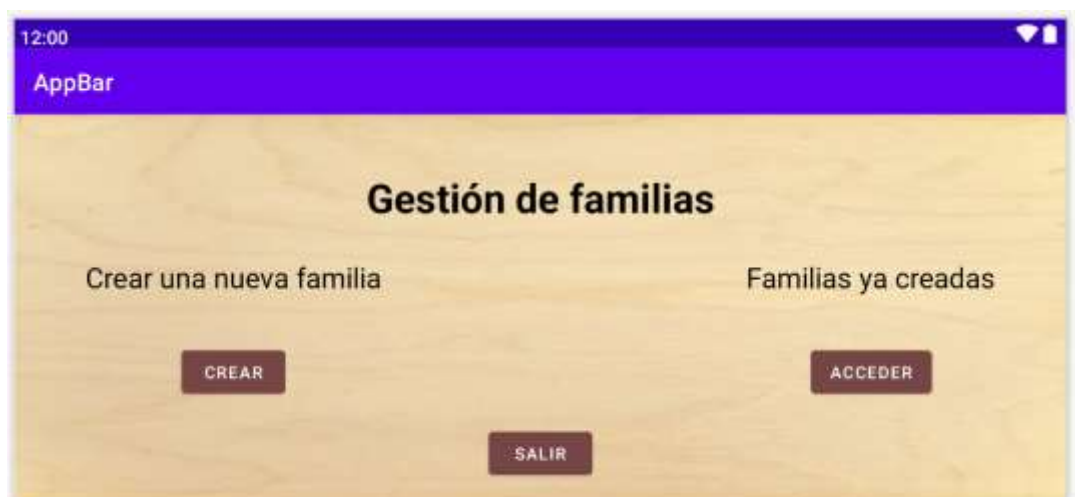 12:00
AppBar
Gestión de familias
Crear una nueva familia
Familias ya creadas
CREAR
ACCEDER
SALIR